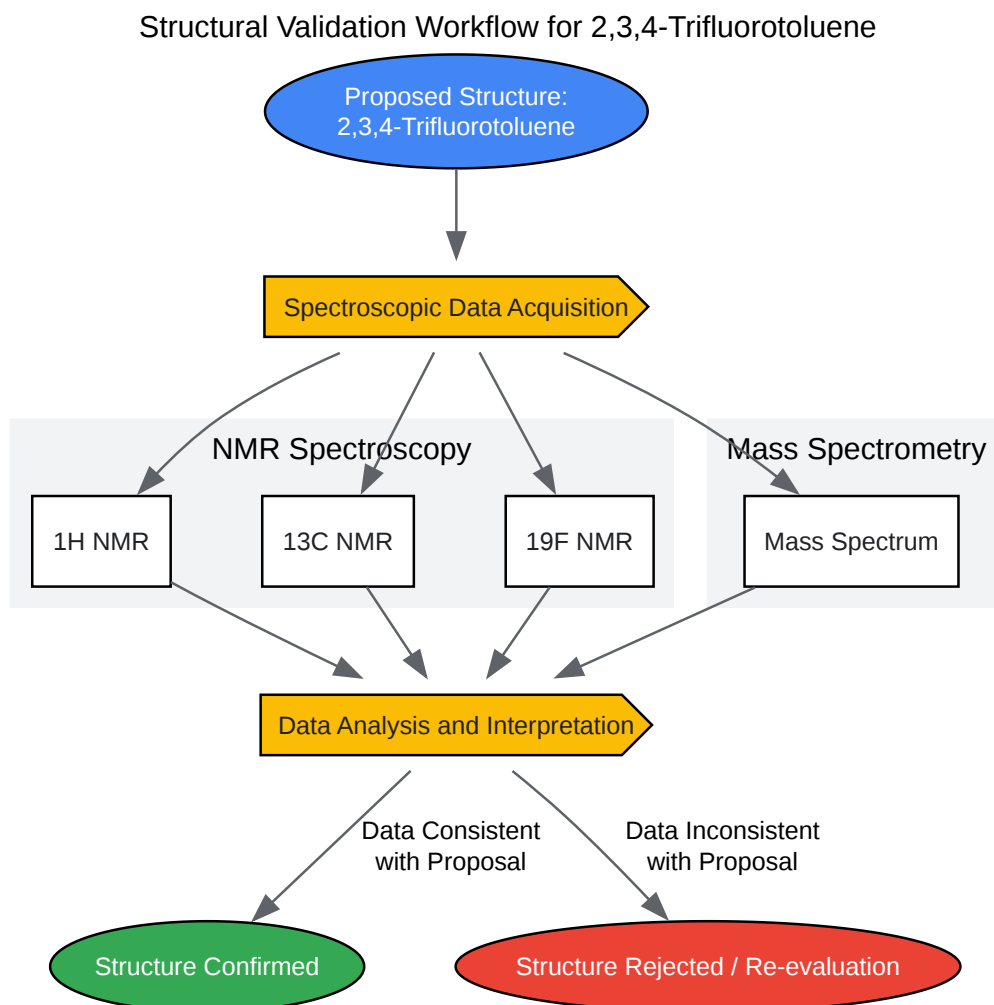 Structural Validation Workflow for 2,3,4-Trifluorotoluene
Proposed Structure:
2,3,4-Trifluorotoluene
Spectroscopic Data Acquisition
NMR Spectroscopy
Mass Spectrometry
1H NMR
13C NMR
19F NMR
Mass Spectrum
Data Analysis and Interpretation
Data Consistent
with Proposal
Data Inconsistent
with Proposal
Structure Confirmed
Structure Rejected / Re-evaluation